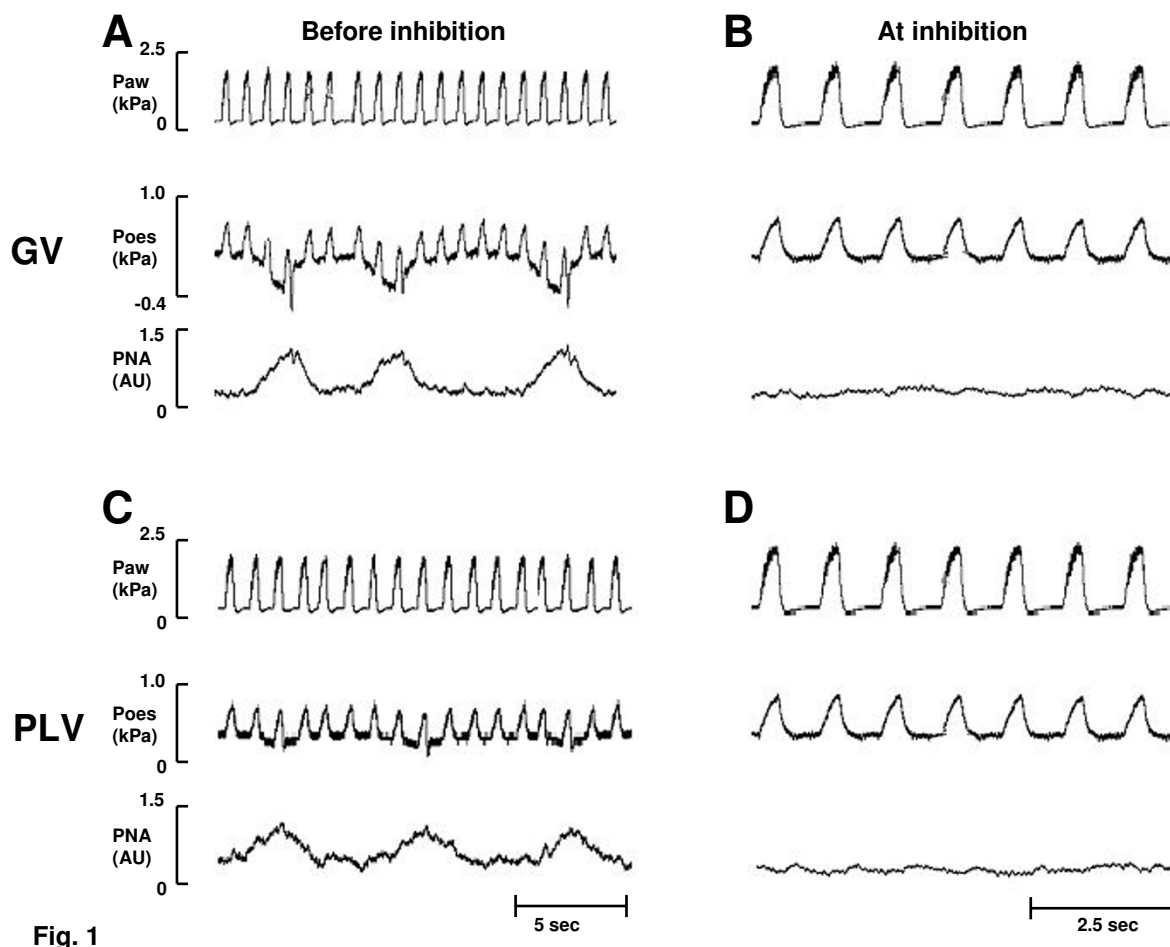 A Before inhibition B At inhibition
2.5
Paw
(kPa)
0
1.0
GV
Poes
(kPa)
-0.4
1.5
PNA
(AU)
0
C D
2.5
Paw
(kPa)
0
1.0
PLV
Poes
(kPa)
0
1.5
PNA
(AU)
0
5 sec 2.5 sec
Fig. 1